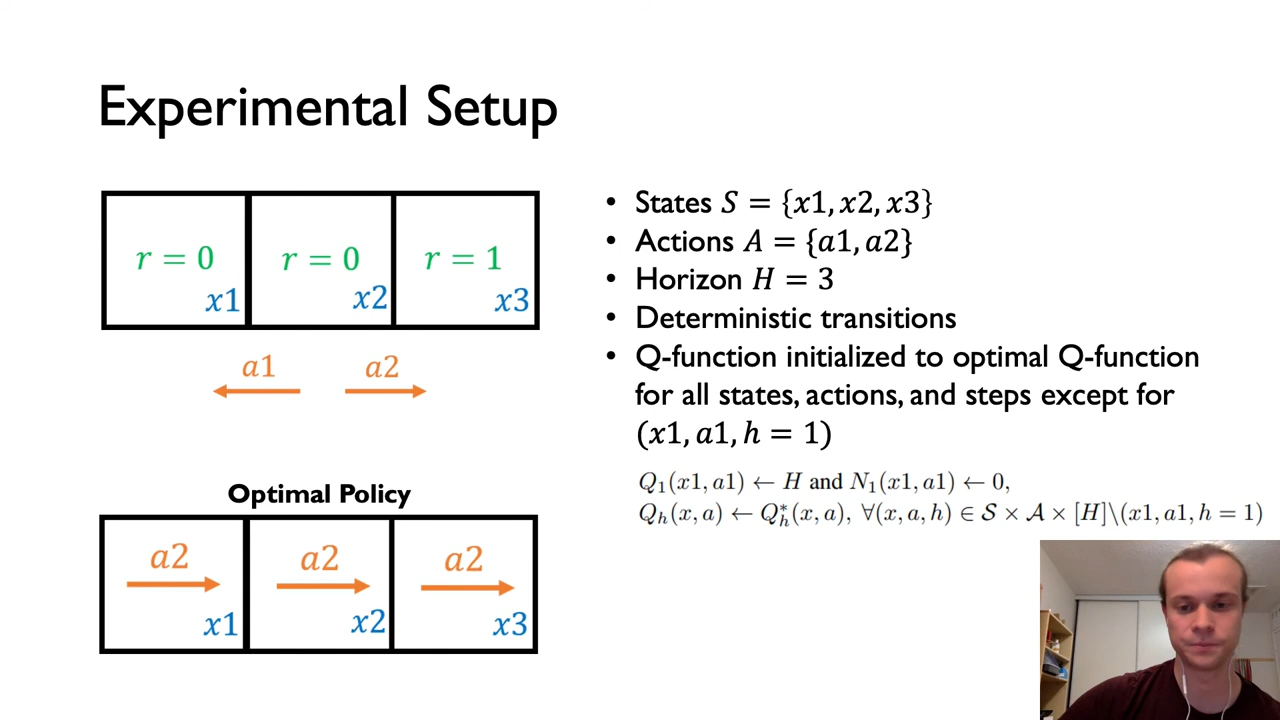 Experimental Setup
r = 0 r = 0 r = 1
x1 x2 x3
a1 a2
Optimal Policy
a2 a2 a2
x1 x2 x3
• States S = {x1, x2, x3}
• Actions A = {a1, a2}
• Horizon H = 3
• Deterministic transitions
• Q-function initialized to optimal Q-function
for all states, actions, and steps except for
(x1, a1, h = 1)
Q₁(x1, a1) ← H and N₁(x1, a1) ← 0,
Qₕ(x, a) ← Q*ₕ(x, a), ∀(x, a, h) ∈ 𝒮 × 𝒜 × [H]\(x1, a1, h = 1)